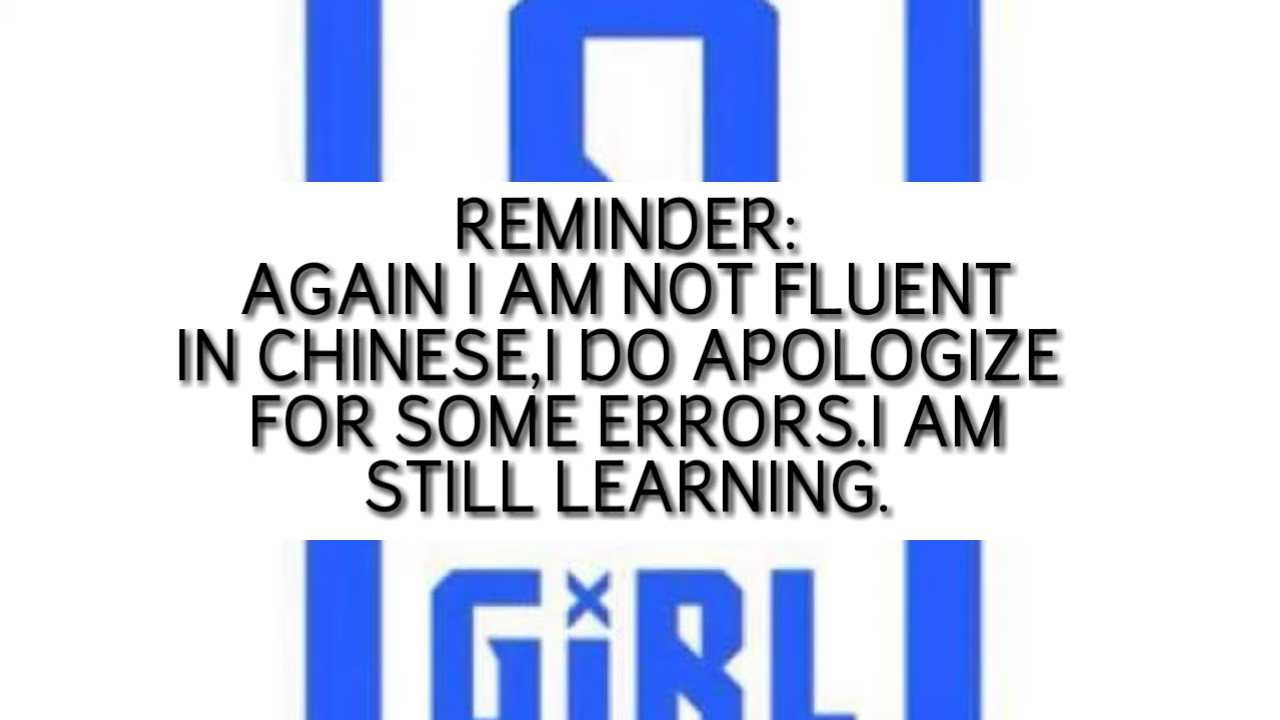 REMINDER:
AGAIN I AM NOT FLUENT
IN CHINESE,I DO APOLOGIZE
FOR SOME ERRORS.I AM
STILL LEARNING.
GiRL